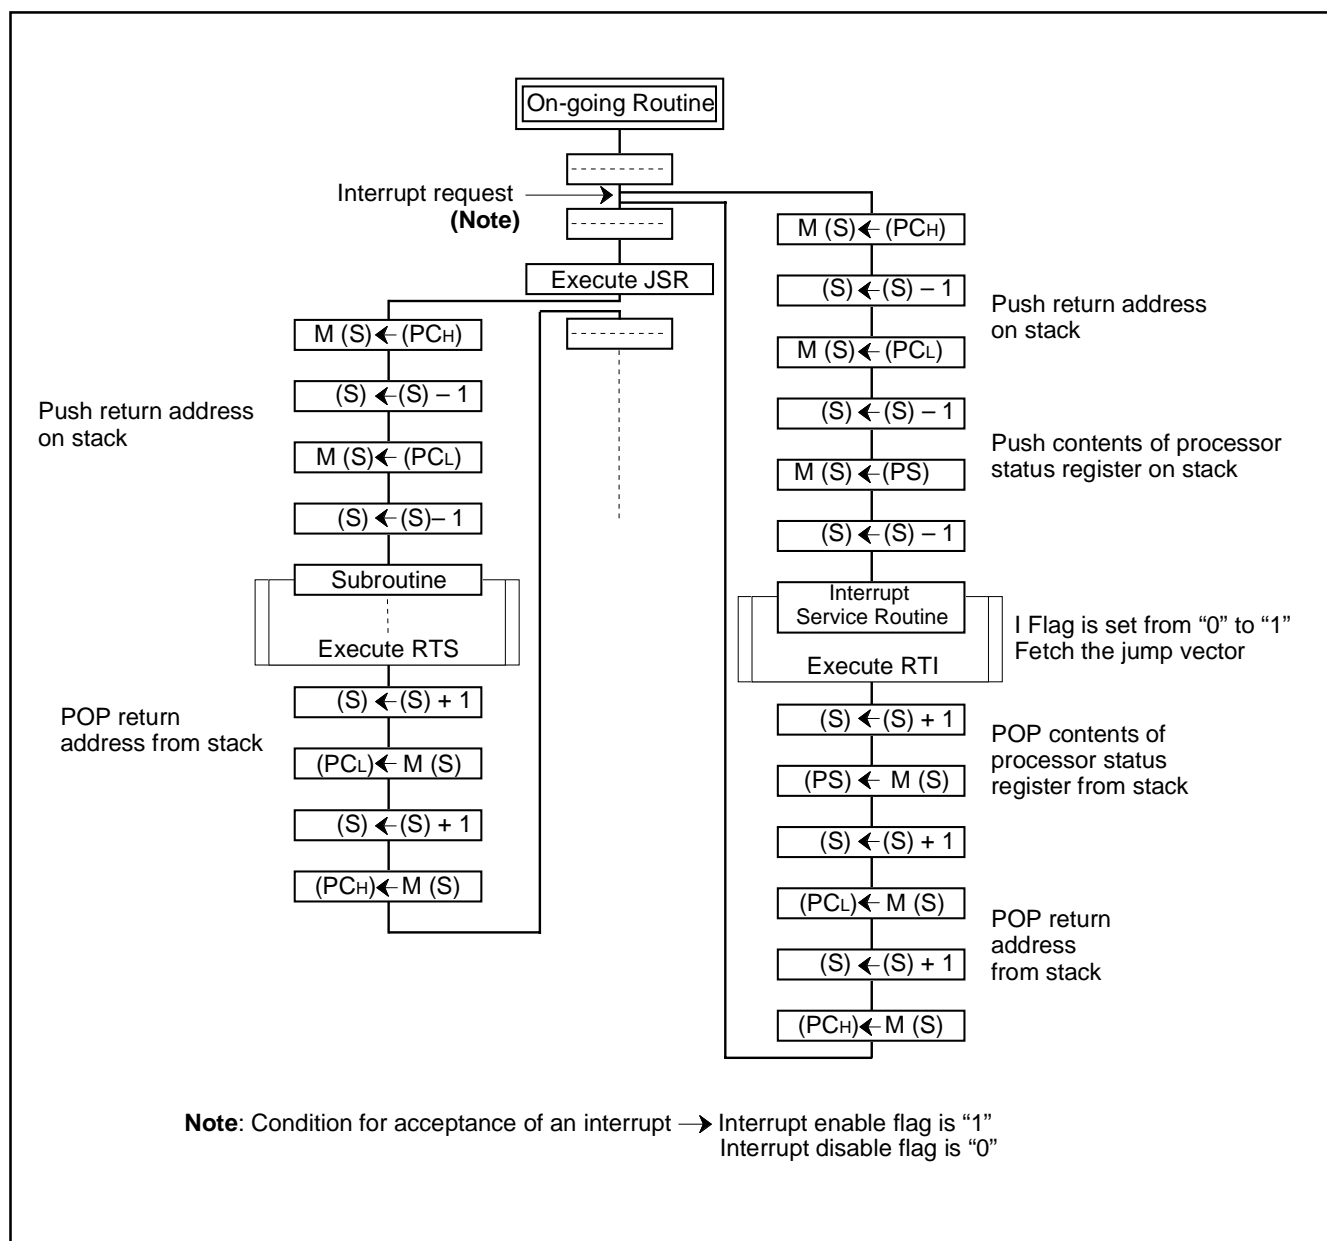 On-going Routine
Interrupt request
(Note)
Execute JSR
M (S) ← (PCH)
(S) ← (S) – 1
M (S) ← (PCL)
(S) ← (S)– 1
Push return address
on stack
Subroutine
Execute RTS
(S) ← (S) + 1
(PCL) ← M (S)
(S) ← (S) + 1
(PCH) ← M (S)
POP return
address from stack
M (S) ← (PCH)
(S) ← (S) – 1
M (S) ← (PCL)
(S) ← (S) – 1
M (S) ← (PS)
(S) ← (S) – 1
Push return address
on stack
Push contents of processor
status register on stack
Interrupt
Service Routine
Execute RTI
I Flag is set from “0” to “1”
Fetch the jump vector
(S) ← (S) + 1
(PS) ← M (S)
(S) ← (S) + 1
(PCL) ← M (S)
(S) ← (S) + 1
(PCH) ← M (S)
POP contents of
processor status
register from stack
POP return
address
from stack
Note: Condition for acceptance of an interrupt → Interrupt enable flag is “1”
Interrupt disable flag is “0”